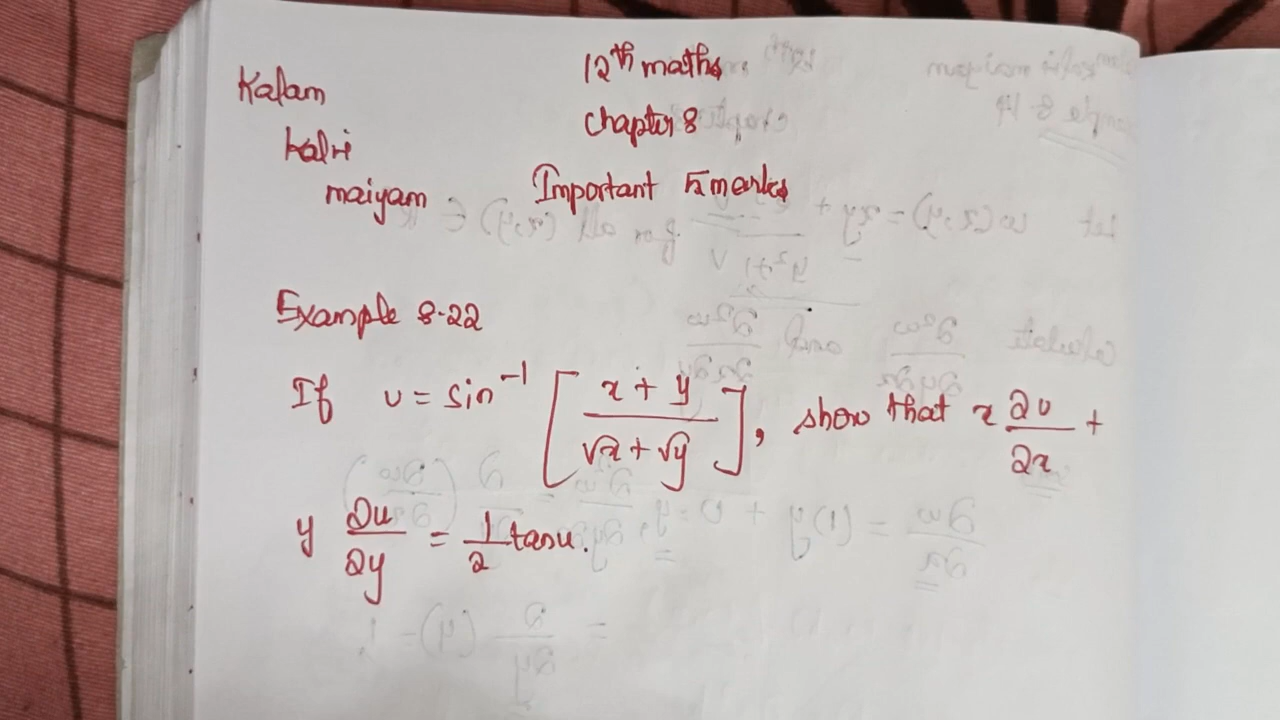 Kalam
kalvi
maiyam
12th maths
chapter 8
Important 5 marks
Example 8.22
If u = sin⁻¹ [ (x + y) / (√x + √y) ], show that x ∂u/∂x +
y ∂u/∂y = 1/2 tanu.